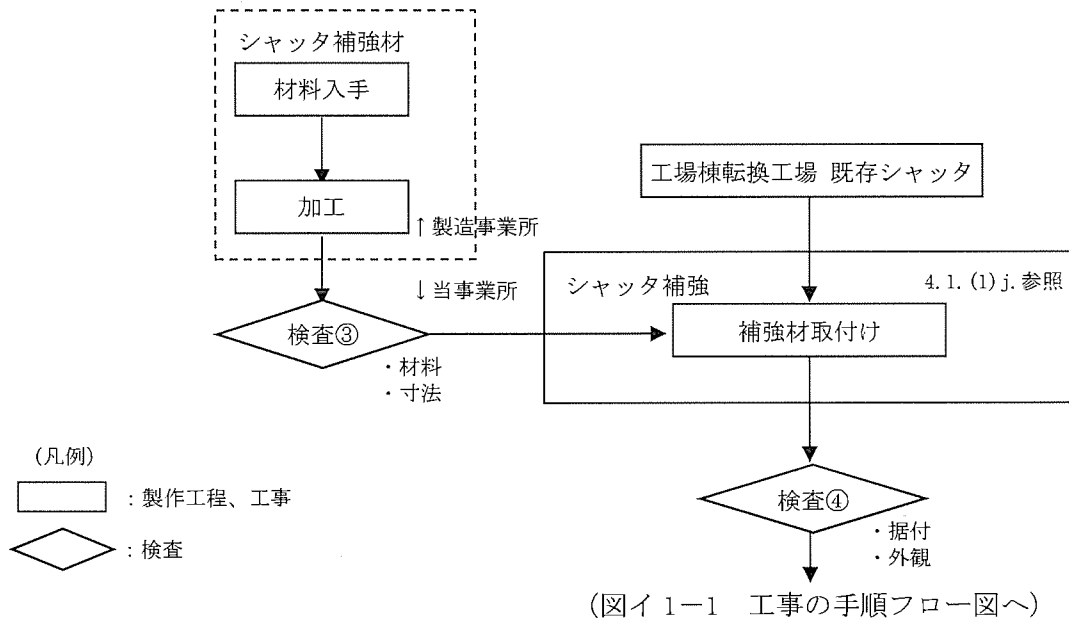 シャッタ補強材
材料入手
加工
↑製造事業所
↓当事業所
検査③
・材料
・寸法
工場棟転換工場 既存シャッタ
シャッタ補強
4.1.(1)j.参照
補強材取付け
検査④
・据付
・外観
(図イ1－1 工事の手順フロー図へ)
(凡例)
：製作工程、工事
：検査